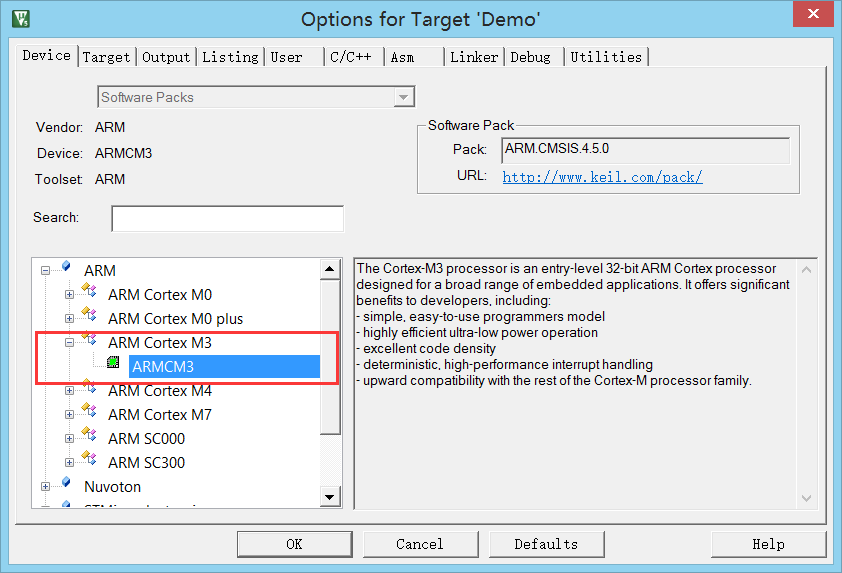 Options for Target 'Demo'
Device Target Output Listing User C/C++ Asm Linker Debug Utilities
Software Packs
Vendor: ARM
Device: ARMCM3
Toolset: ARM
Search:
Software Pack
Pack: ARM.CMSIS.4.5.0
URL: http://www.keil.com/pack/
ARM
ARM Cortex M0
ARM Cortex M0 plus
ARM Cortex M3
ARMCM3
ARM Cortex M4
ARM Cortex M7
ARM SC000
ARM SC300
Nuvoton
The Cortex-M3 processor is an entry-level 32-bit ARM Cortex processor
designed for a broad range of embedded applications. It offers significant
benefits to developers, including:
- simple, easy-to-use programmers model
- highly efficient ultra-low power operation
- excellent code density
- deterministic, high-performance interrupt handling
- upward compatibility with the rest of the Cortex-M processor family.
OK Cancel Defaults Help